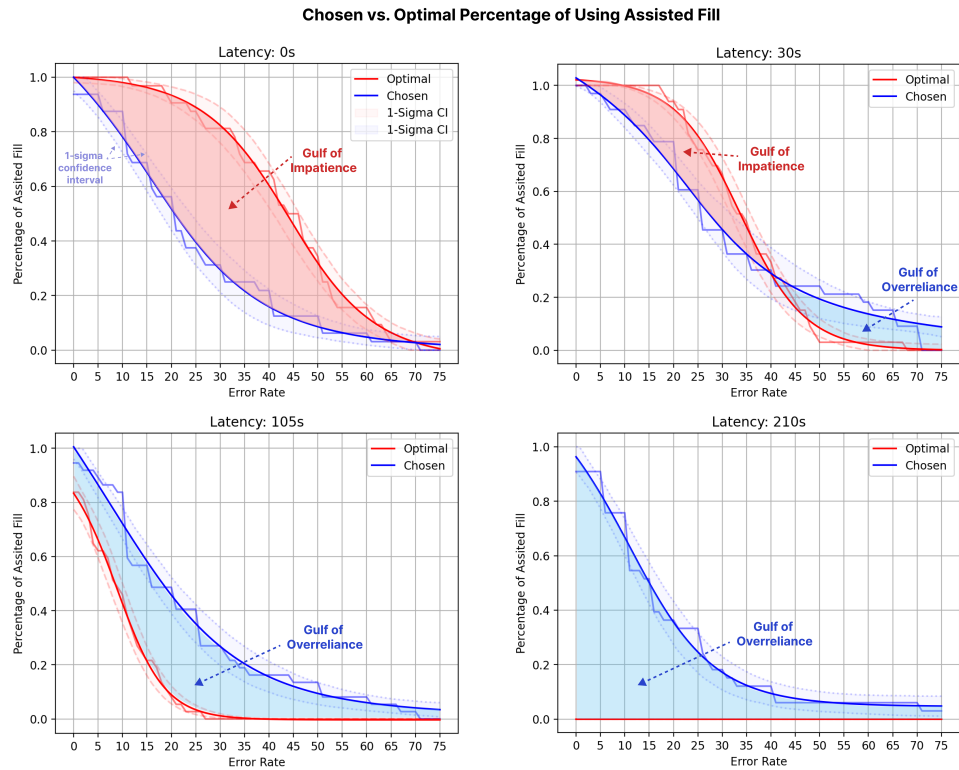 Chosen vs. Optimal Percentage of Using Assisted Fill
Latency: 0s
Percentage of Assited Fill
1.0
0.8
0.6
0.4
0.2
0.0
Optimal
Chosen
1-Sigma CI
1-Sigma CI
1-sigma
confidence
interval
Gulf of
Impatience
0 5 10 15 20 25 30 35 40 45 50 55 60 65 70 75
Error Rate
Latency: 30s
Percentage of Assited Fill
1.0
0.8
0.6
0.4
0.2
0.0
Optimal
Chosen
Gulf of
Impatience
Gulf of
Overreliance
0 5 10 15 20 25 30 35 40 45 50 55 60 65 70 75
Error Rate
Latency: 105s
Percentage of Assited Fill
1.0
0.8
0.6
0.4
0.2
0.0
Optimal
Chosen
Gulf of
Overreliance
0 5 10 15 20 25 30 35 40 45 50 55 60 65 70 75
Error Rate
Latency: 210s
Percentage of Assited Fill
1.0
0.8
0.6
0.4
0.2
0.0
Optimal
Chosen
Gulf of
Overreliance
0 5 10 15 20 25 30 35 40 45 50 55 60 65 70 75
Error Rate